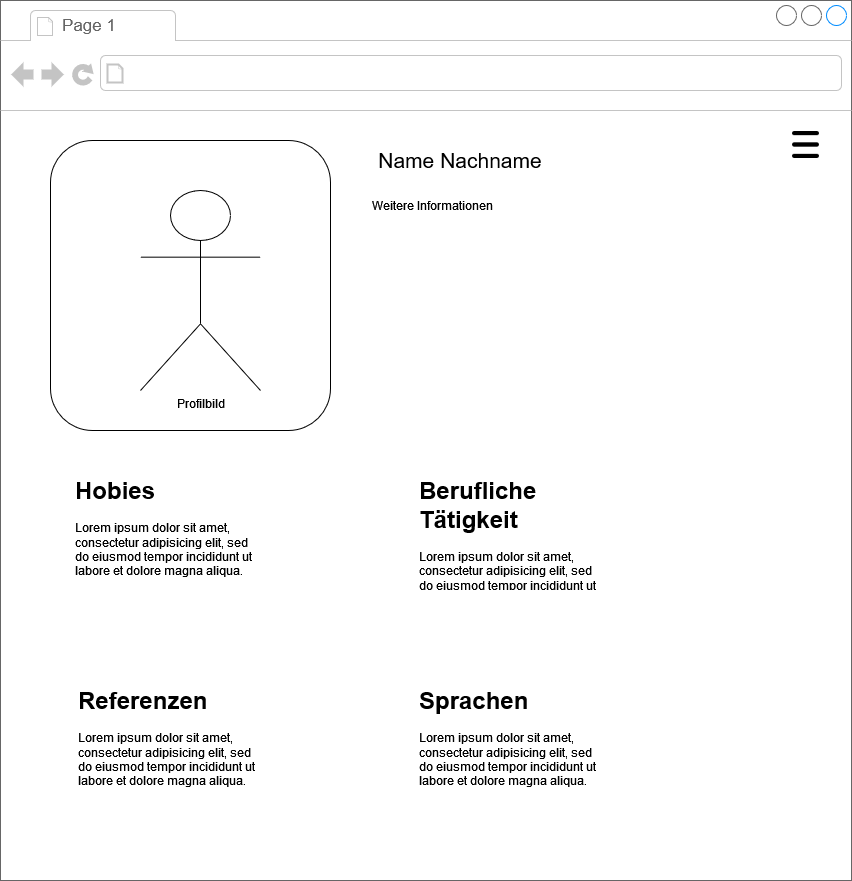 Page 1
Name Nachname
Weitere Informationen
Profilbild
Hobies
Lorem ipsum dolor sit amet,
consectetur adipisicing elit, sed
do eiusmod tempor incididunt ut
labore et dolore magna aliqua.
Berufliche
Tätigkeit
Lorem ipsum dolor sit amet,
consectetur adipisicing elit, sed
do eiusmod tempor incididunt ut
Referenzen
Lorem ipsum dolor sit amet,
consectetur adipisicing elit, sed
do eiusmod tempor incididunt ut
labore et dolore magna aliqua.
Sprachen
Lorem ipsum dolor sit amet,
consectetur adipisicing elit, sed
do eiusmod tempor incididunt ut
labore et dolore magna aliqua.